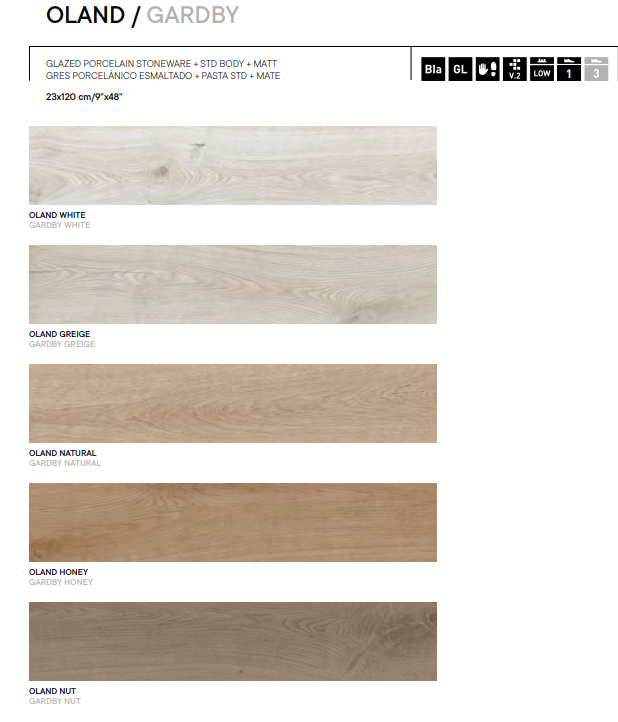 OLAND / GARDBY
GLAZED PORCELAIN STONEWARE + STD BODY + MATT
GRES PORCELÁNICO ESMALTADO + PASTA STD + MATE
BIa GL V.2 LOW 1 3
23x120 cm/9"x48"
OLAND WHITE
GARDBY WHITE
OLAND GREIGE
GARDBY GREIGE
OLAND NATURAL
GARDBY NATURAL
OLAND HONEY
GARDBY HONEY
OLAND NUT
GARDBY NUT